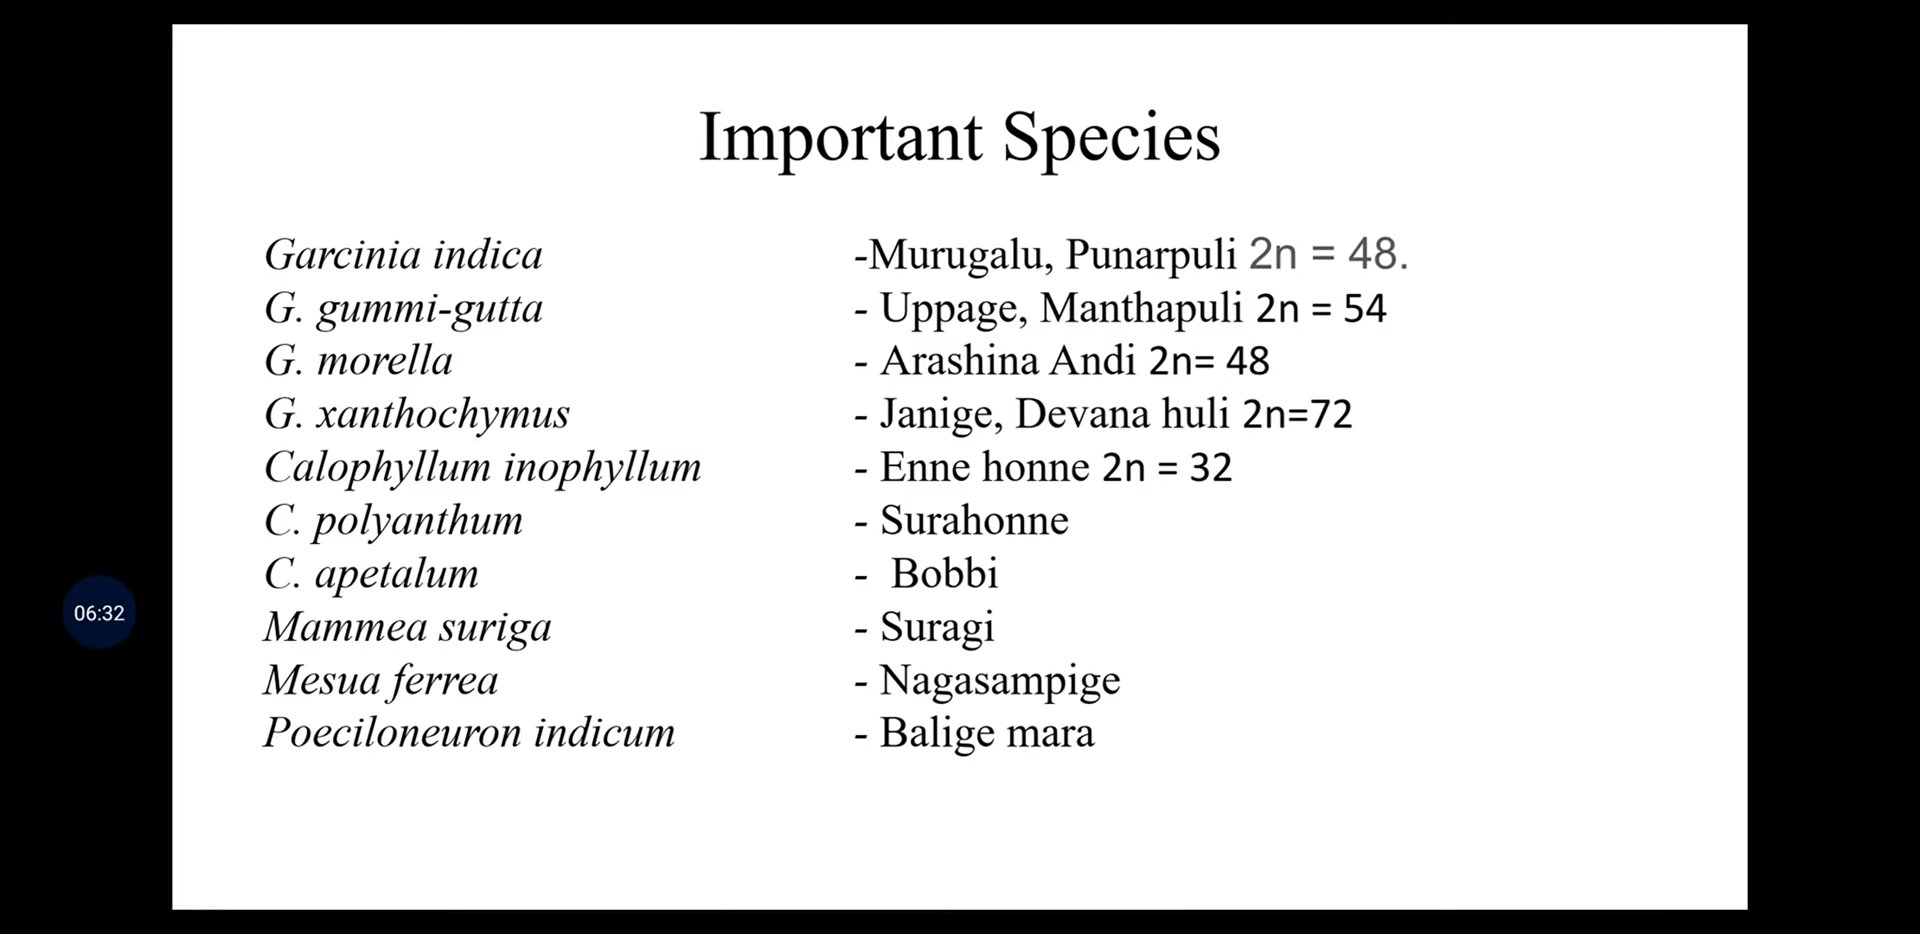 Important Species
Garcinia indica -Murugalu, Punarpuli 2n = 48.
G. gummi-gutta - Uppage, Manthapuli 2n = 54
G. morella - Arashina Andi 2n= 48
G. xanthochymus - Janige, Devana huli 2n=72
Calophyllum inophyllum - Enne honne 2n = 32
C. polyanthum - Surahonne
C. apetalum - Bobbi
06:32
Mammea suriga - Suragi
Mesua ferrea - Nagasampige
Poeciloneuron indicum - Balige mara